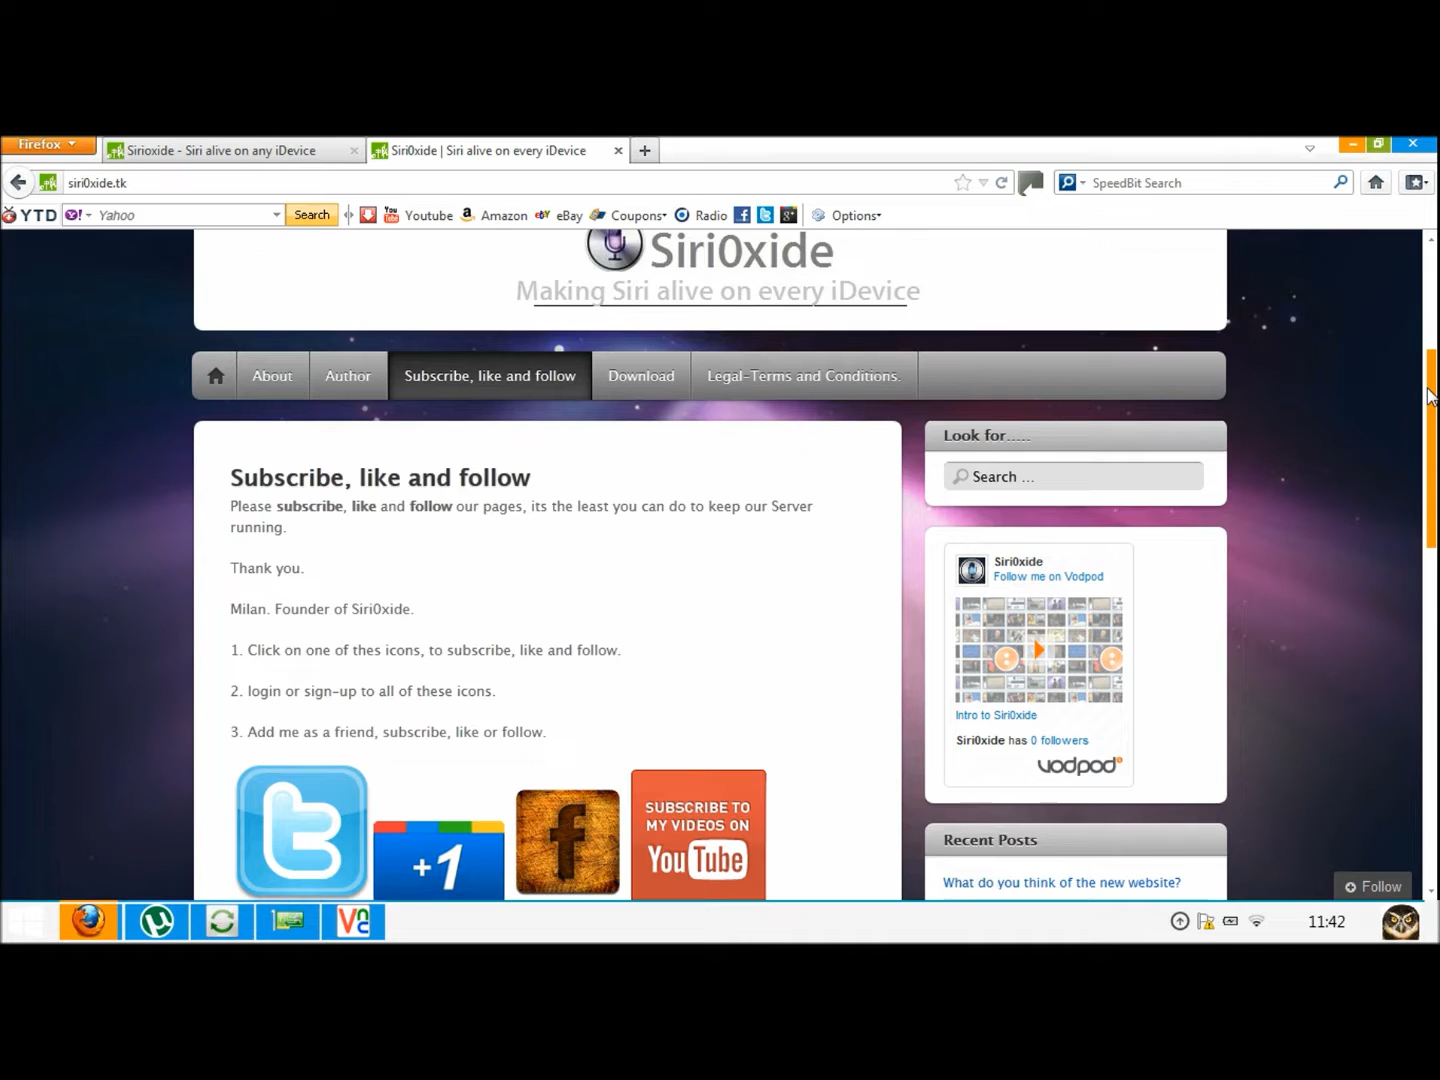 Firefox
Sirioxide - Siri alive on any iDevice
Siri0xide | Siri alive on every iDevice
siri0xide.tk
SpeedBit Search
YTD
Y!
Yahoo
Search
You Tube
Youtube
Amazon
eBay
Coupons
Radio
Options
Siri0xide
Making Siri alive on every iDevice
About
Author
Subscribe, like and follow
Download
Legal-Terms and Conditions.
Subscribe, like and follow
Please subscribe, like and follow our pages, its the least you can do to keep our Server
running.
Thank you.
Milan. Founder of Siri0xide.
1. Click on one of thes icons, to subscribe, like and follow.
2. login or sign-up to all of these icons.
3. Add me as a friend, subscribe, like or follow.
t
+1
f
SUBSCRIBE TO
MY VIDEOS ON
YouTube
Look for.....
Search ...
Siri0xide
Follow me on Vodpod
Intro to Siri0xide
Siri0xide has 0 followers
vodpod
Recent Posts
What do you think of the new website?
Follow
11:42